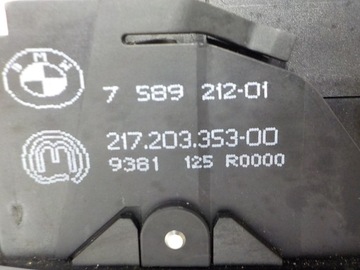 BMW
7 589 212-01
217.203.353-00
9381 125 R0000